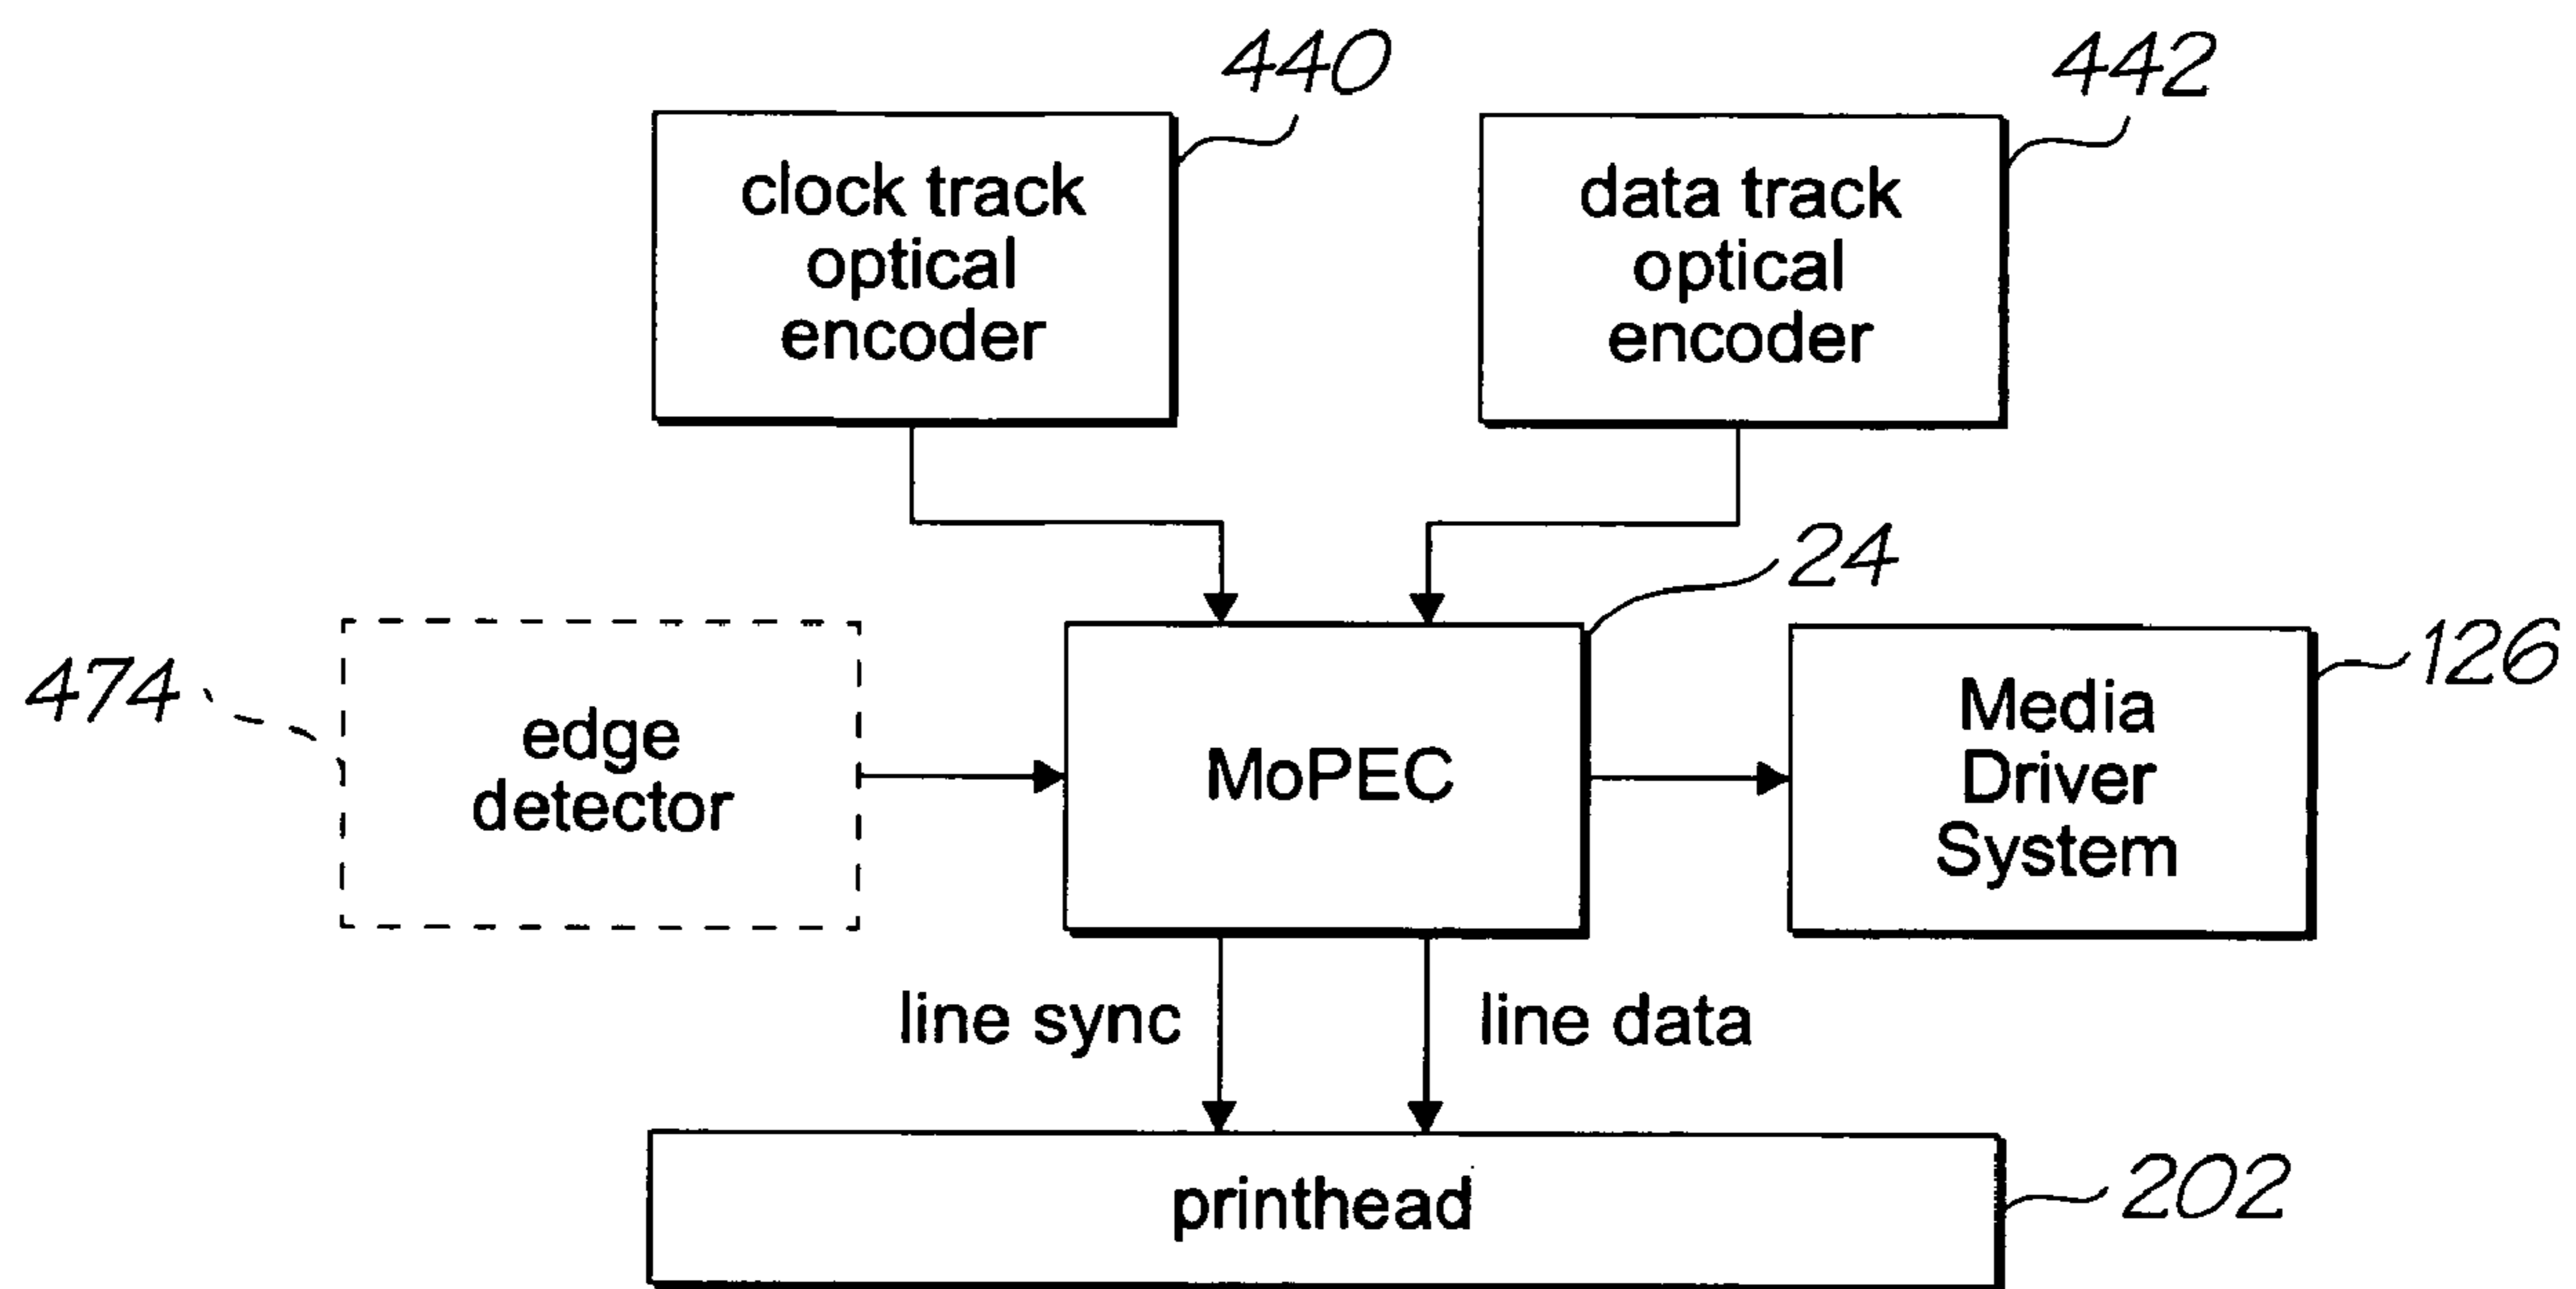 440
442
clock track
optical
encoder
data track
optical
encoder
24
474
edge
detector
MoPEC
126
Media
Driver
System
line sync
line data
printhead
202